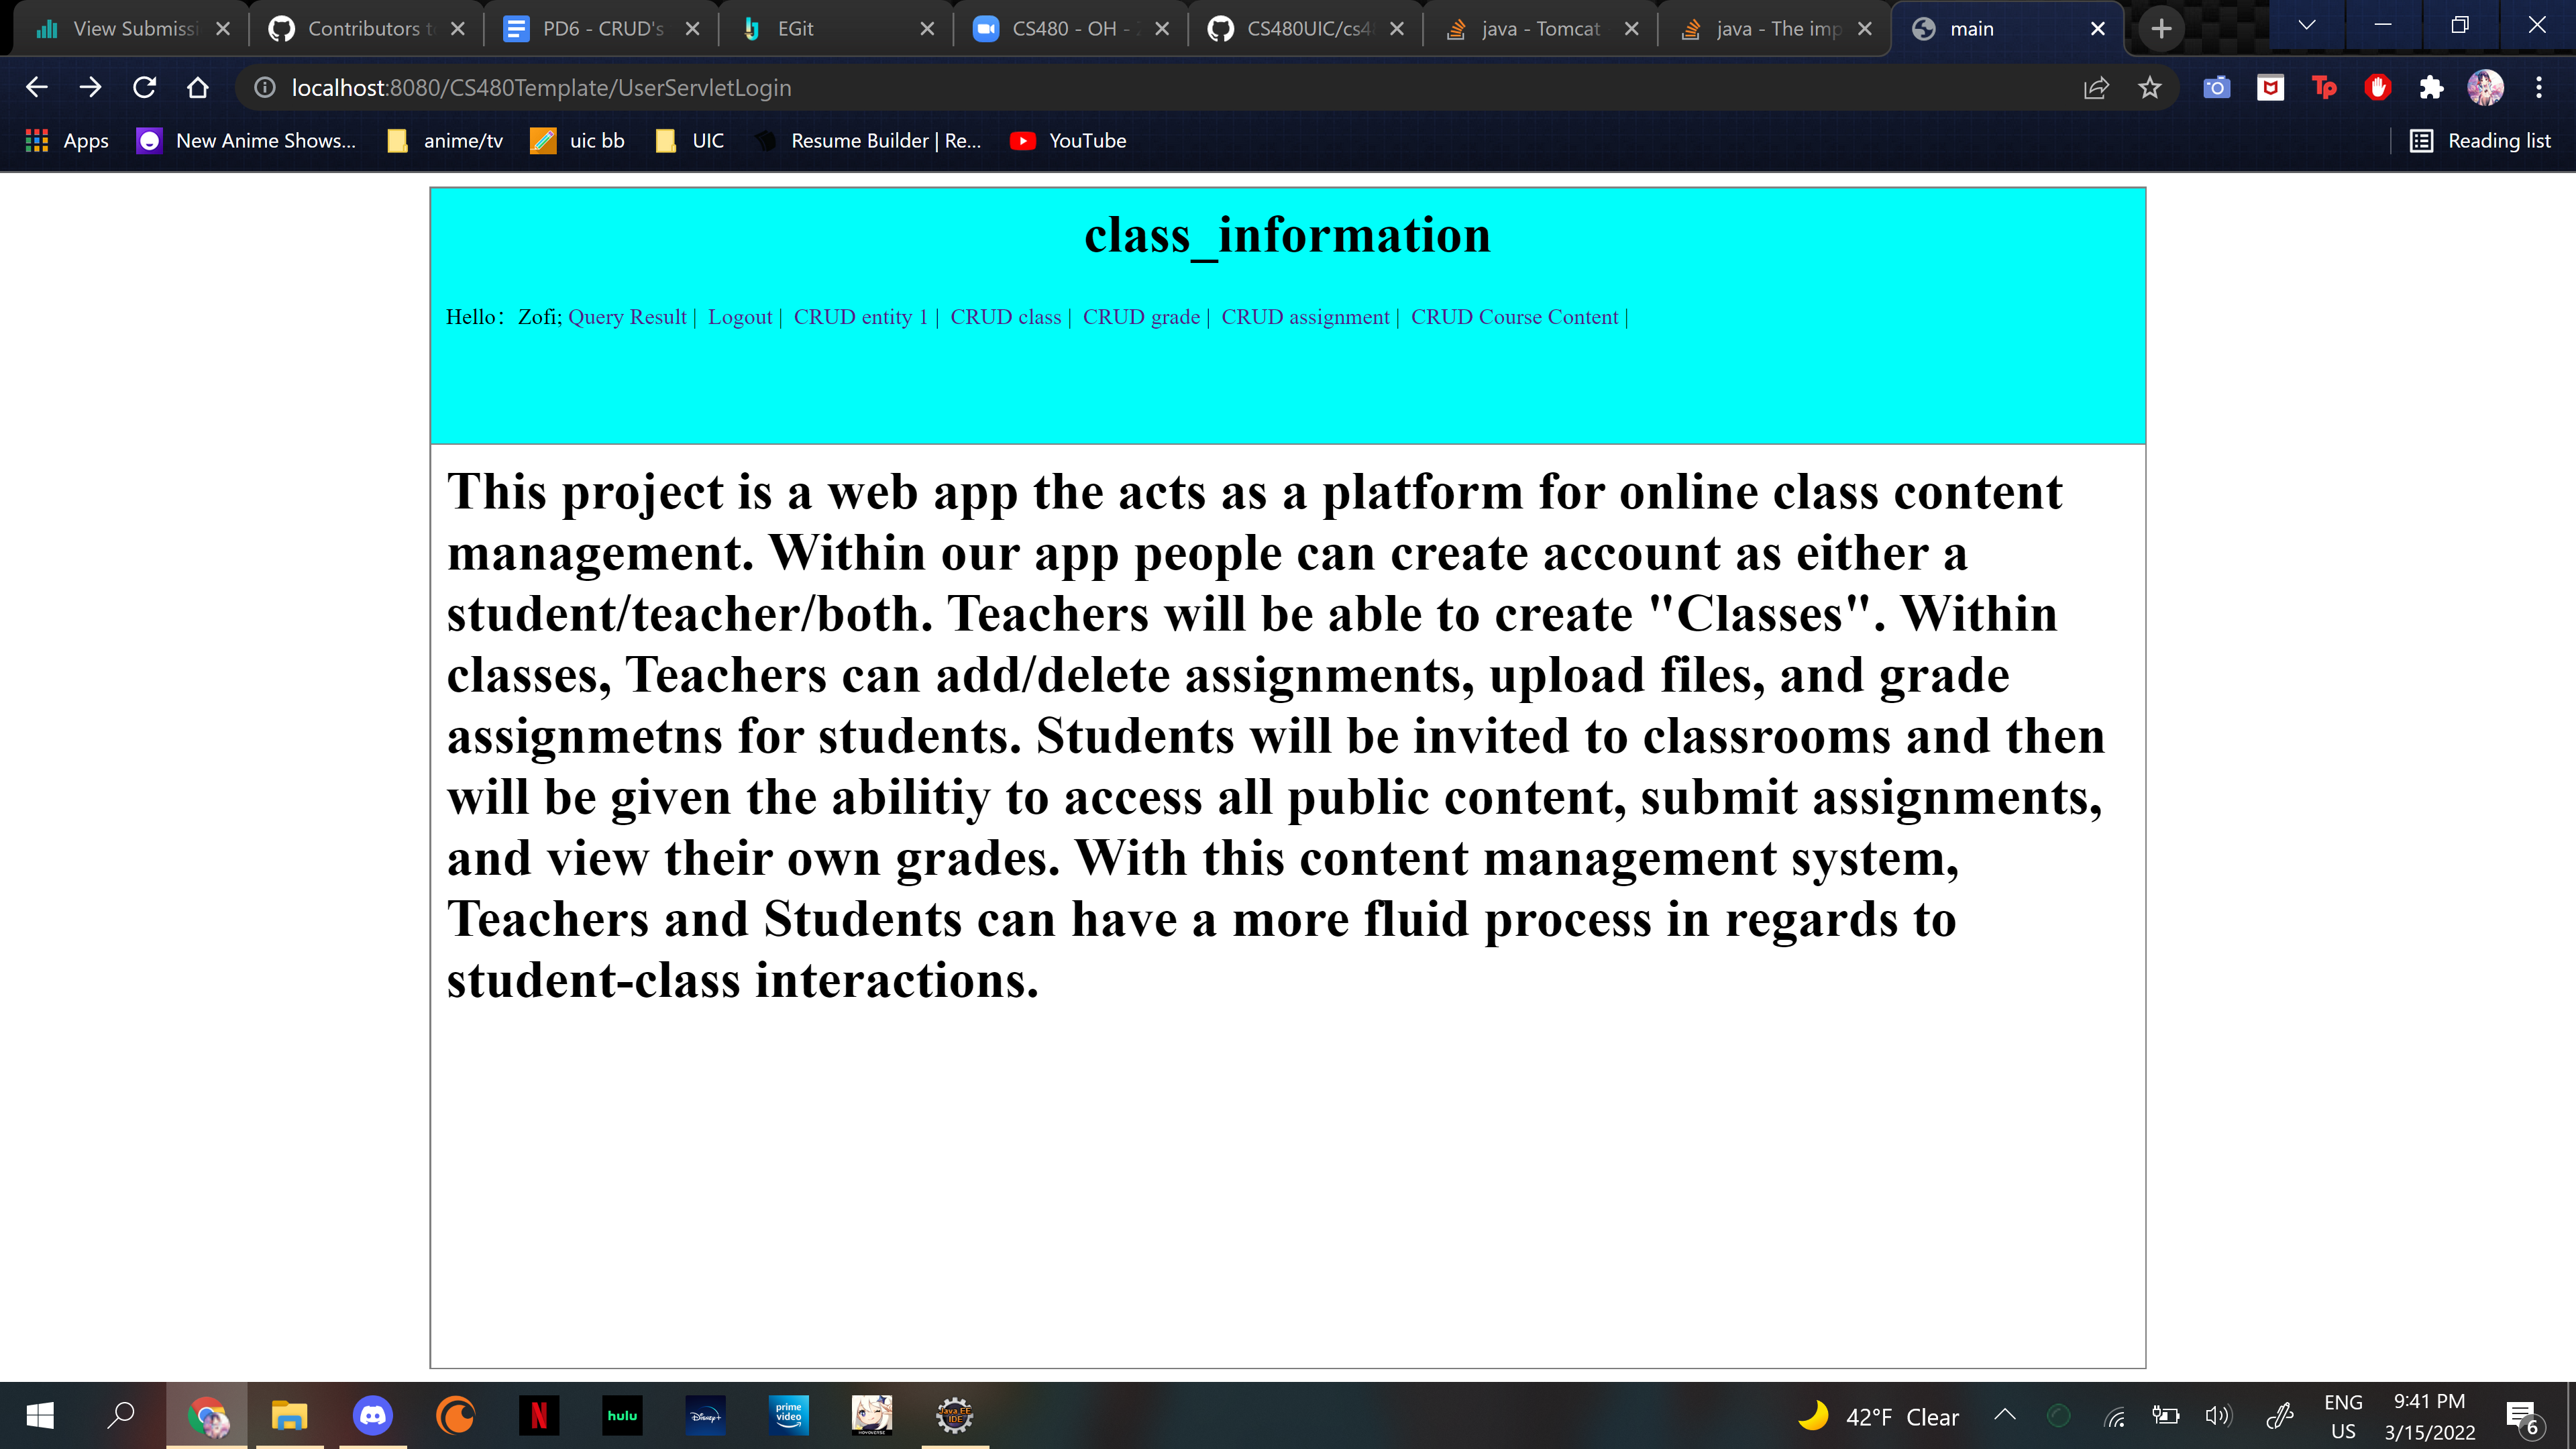 View Submissi
Contributors t
PD6 - CRUD's
EGit
CS480 - OH -
CS480UIC/cs4
java - Tomcat
java - The imp
main
localhost:8080/CS480Template/UserServletLogin
Apps
New Anime Shows...
anime/tv
uic bb
UIC
Resume Builder | Re...
YouTube
Reading list
class_information
Hello：Zofi; Query Result | Logout | CRUD entity 1 | CRUD class | CRUD grade | CRUD assignment | CRUD Course Content |
This project is a web app the acts as a platform for online class content
management. Within our app people can create account as either a
student/teacher/both. Teachers will be able to create "Classes". Within
classes, Teachers can add/delete assignments, upload files, and grade
assignmetns for students. Students will be invited to classrooms and then
will be given the abilitiy to access all public content, submit assignments,
and view their own grades. With this content management system,
Teachers and Students can have a more fluid process in regards to
student-class interactions.
hulu
Disney+
prime
video
Java EE
IDE
42°F Clear
ENG
US
9:41 PM
3/15/2022
6